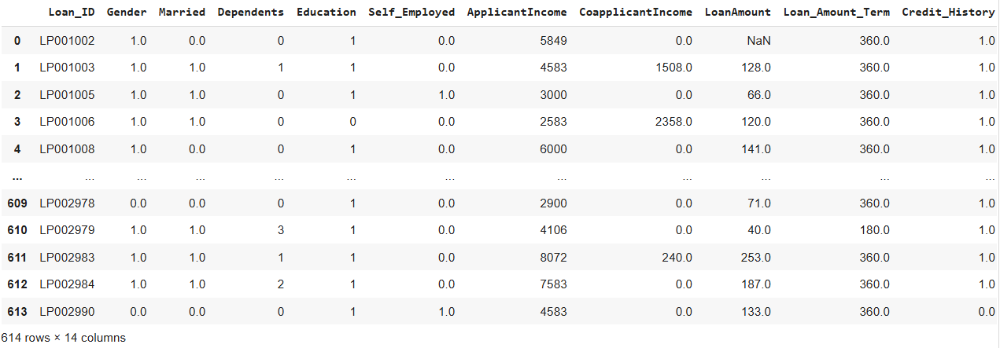 Loan_ID Gender Married Dependents Education Self_Employed ApplicantIncome CoapplicantIncome LoanAmount Loan_Amount_Term Credit_History
0 LP001002 1.0 0.0 0 1 0.0 5849 0.0 NaN 360.0 1.0
1 LP001003 1.0 1.0 1 1 0.0 4583 1508.0 128.0 360.0 1.0
2 LP001005 1.0 1.0 0 1 1.0 3000 0.0 66.0 360.0 1.0
3 LP001006 1.0 1.0 0 0 0.0 2583 2358.0 120.0 360.0 1.0
4 LP001008 1.0 0.0 0 1 0.0 6000 0.0 141.0 360.0 1.0
... ... ... ... ... ... ... ... ... ... ... ...
609 LP002978 0.0 0.0 0 1 0.0 2900 0.0 71.0 360.0 1.0
610 LP002979 1.0 1.0 3 1 0.0 4106 0.0 40.0 180.0 1.0
611 LP002983 1.0 1.0 1 1 0.0 8072 240.0 253.0 360.0 1.0
612 LP002984 1.0 1.0 2 1 0.0 7583 0.0 187.0 360.0 1.0
613 LP002990 0.0 0.0 0 1 1.0 4583 0.0 133.0 360.0 0.0
614 rows × 14 columns